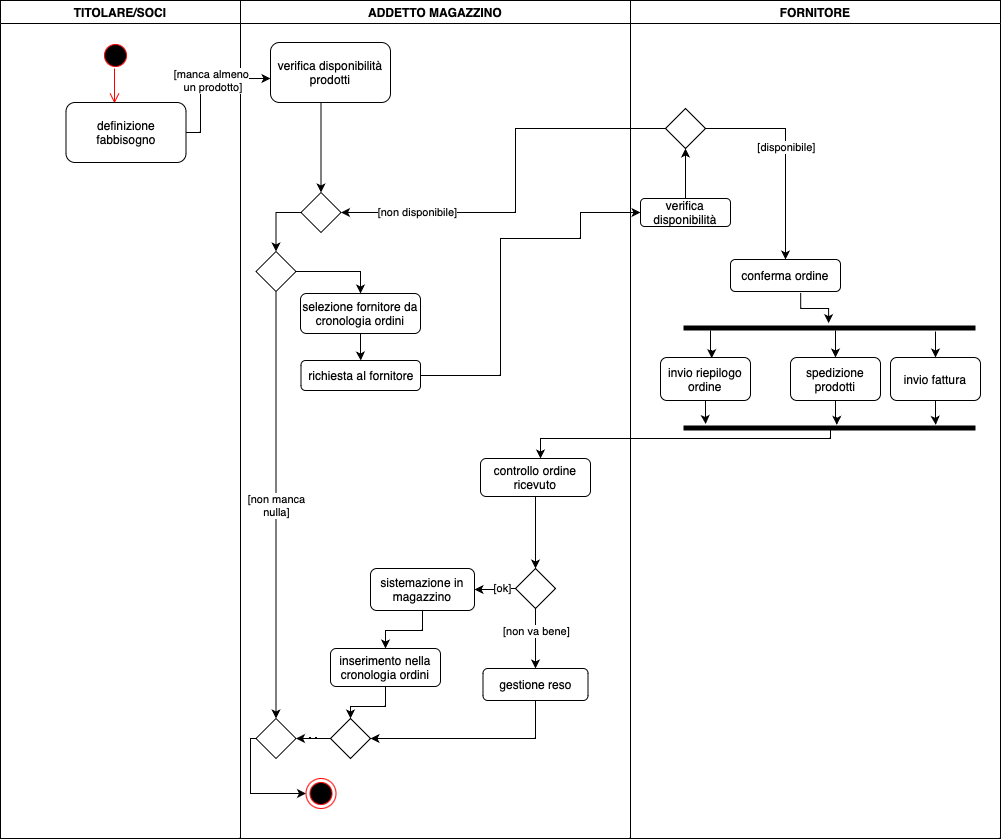 TITOLARE/SOCI
ADDETTO MAGAZZINO
FORNITORE
[manca almeno
un prodotto]
verifica disponibilità
prodotti
definizione
fabbisogno
[disponibile]
[non disponibile]
verifica
disponibilità
conferma ordine
selezione fornitore da
cronologia ordini
richiesta al fornitore
invio riepilogo
ordine
spedizione
prodotti
invio fattura
controllo ordine
ricevuto
[non manca
nulla]
sistemazione in
magazzino
[ok]
[non va bene]
inserimento nella
cronologia ordini
gestione reso